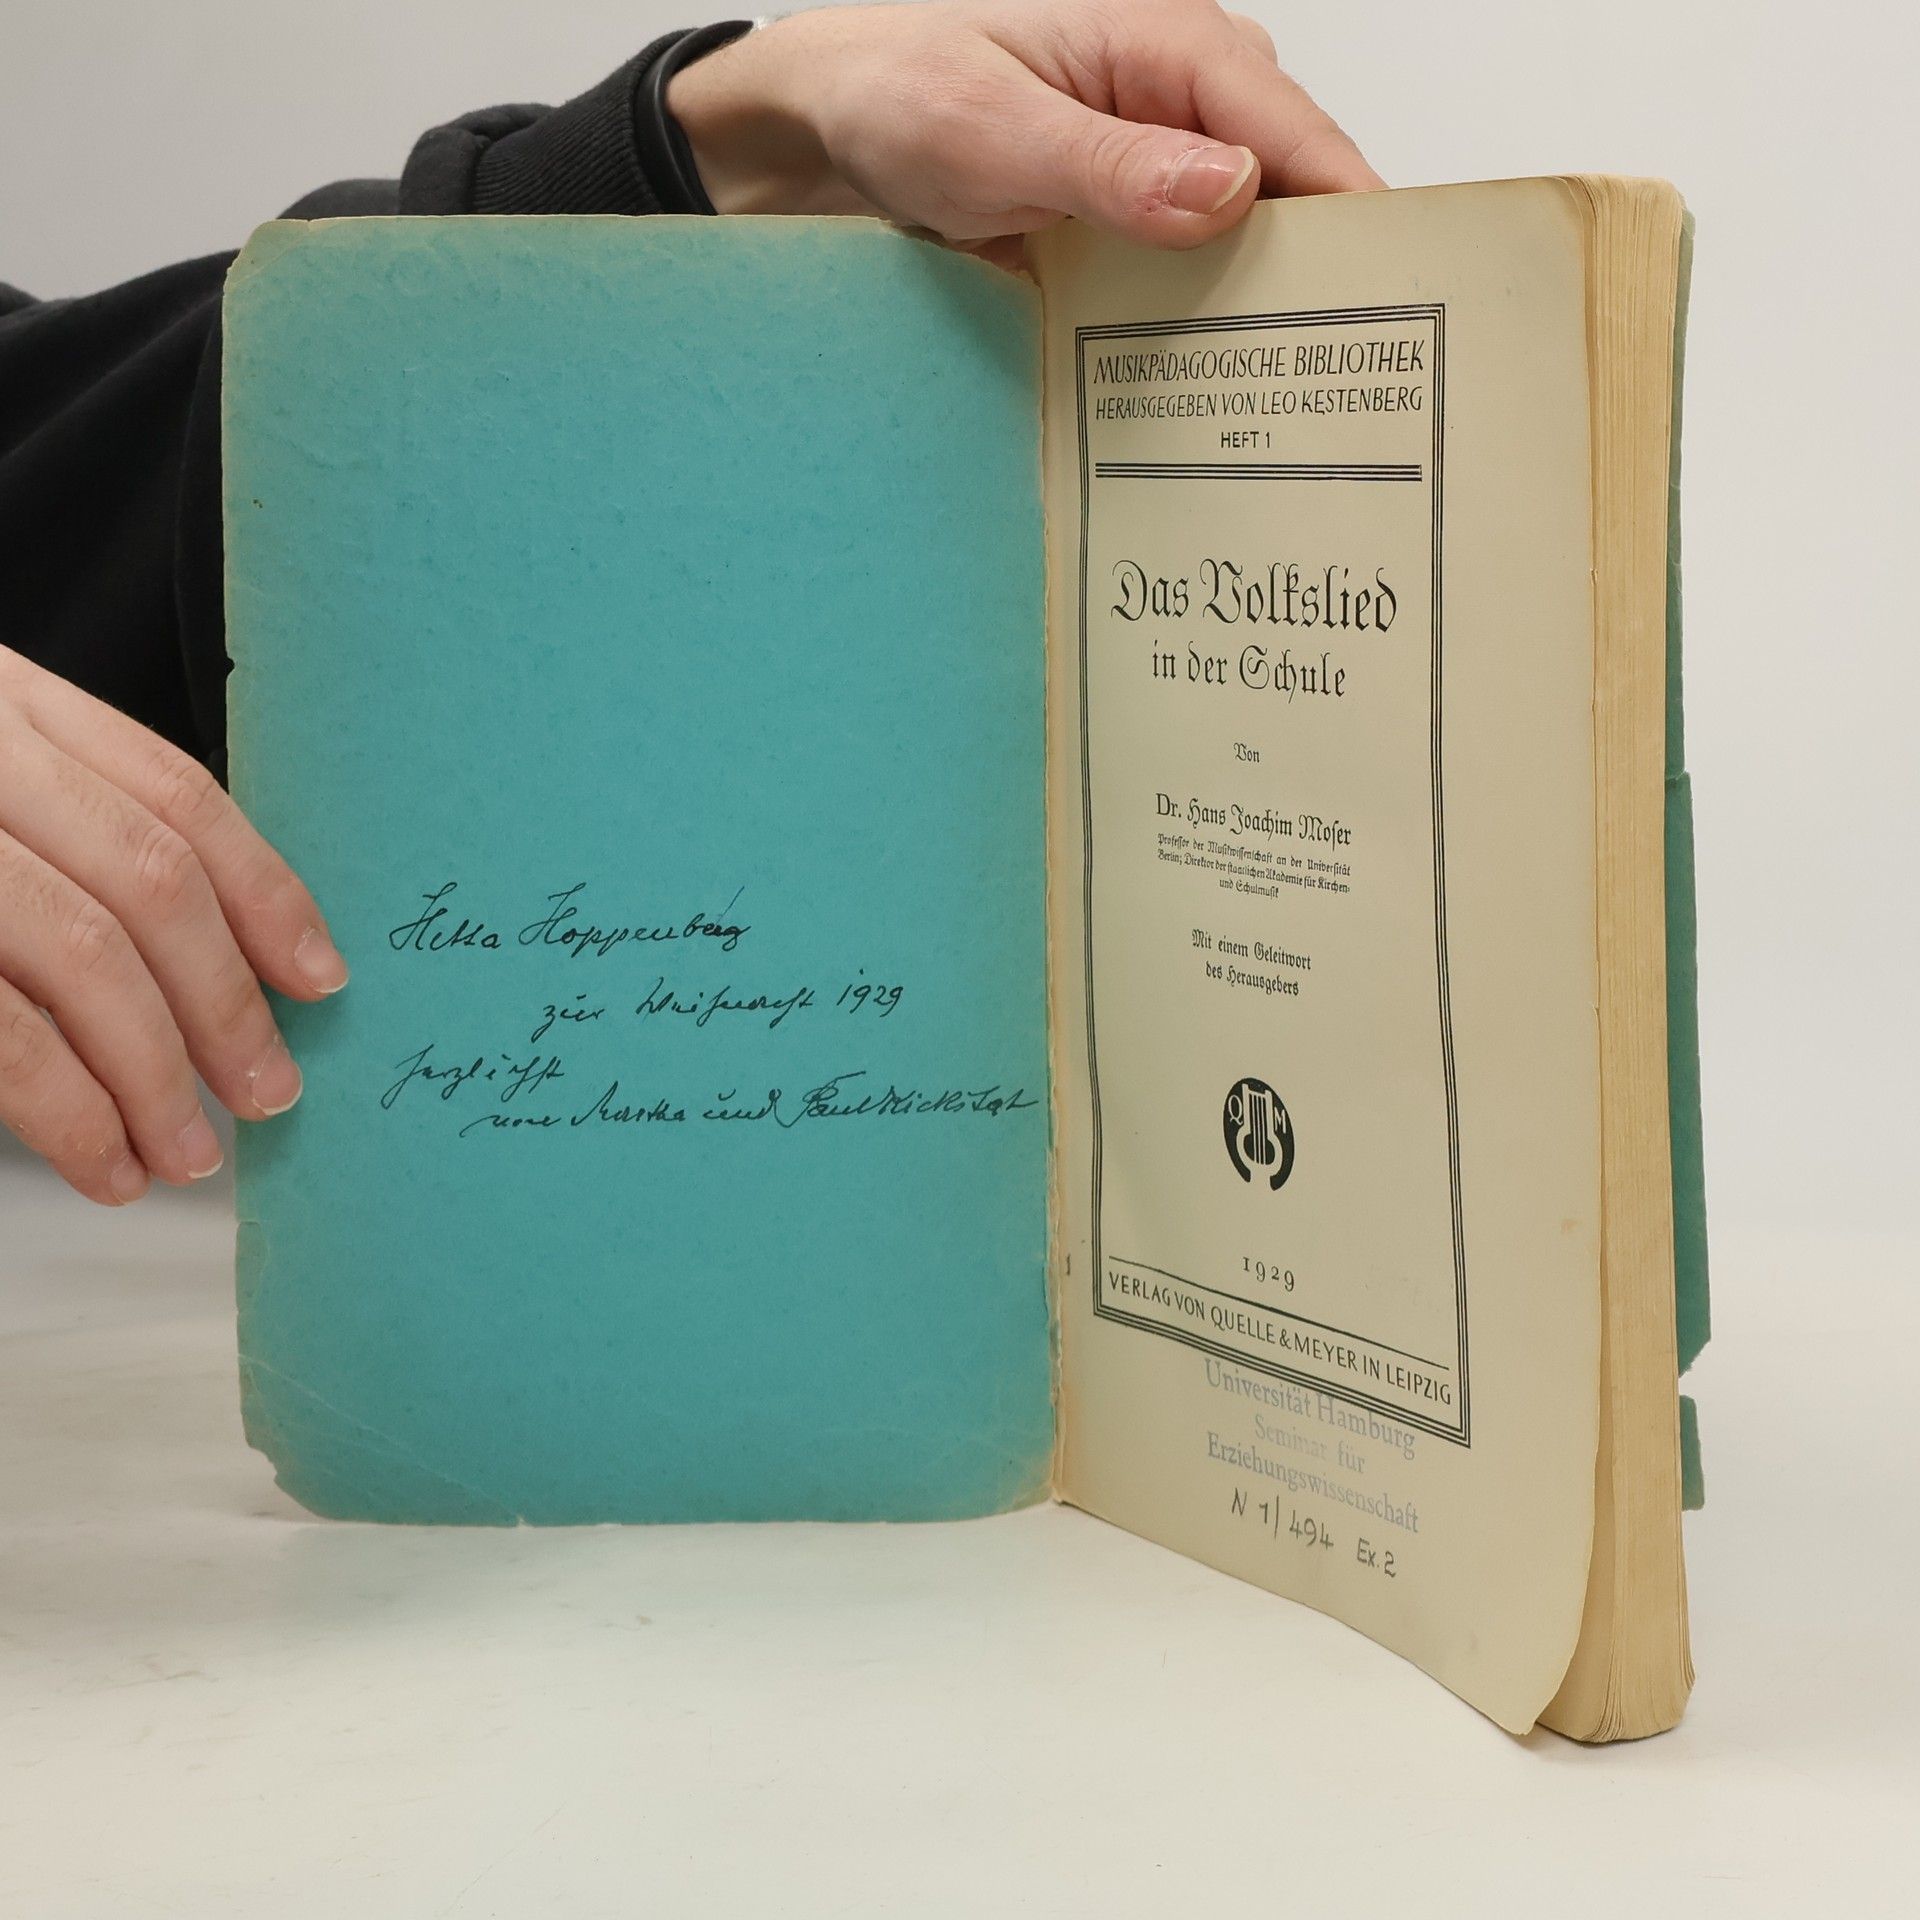 Hetta Hoppenberg
zur Weihnacht 1929
herzlichst
von Martha und Paul Kickstat
MUSIKPÄDAGOGISCHE BIBLIOTHEK
HERAUSGEGEBEN VON LEO KESTENBERG
HEFT 1
Das Volkslied
in der Schule
Von
Dr. Hans Joachim Moser
Professor der Musikwissenschaft an der Universität
Berlin; Direktor der staatlichen Akademie für Kirchen-
und Schulmusik
Mit einem Geleitwort
des Herausgebers
Q M
1929
VERLAG VON QUELLE & MEYER IN LEIPZIG
Universität Hamburg
Seminar für
Erziehungswissenschaft
N 1/494 Ex. 2